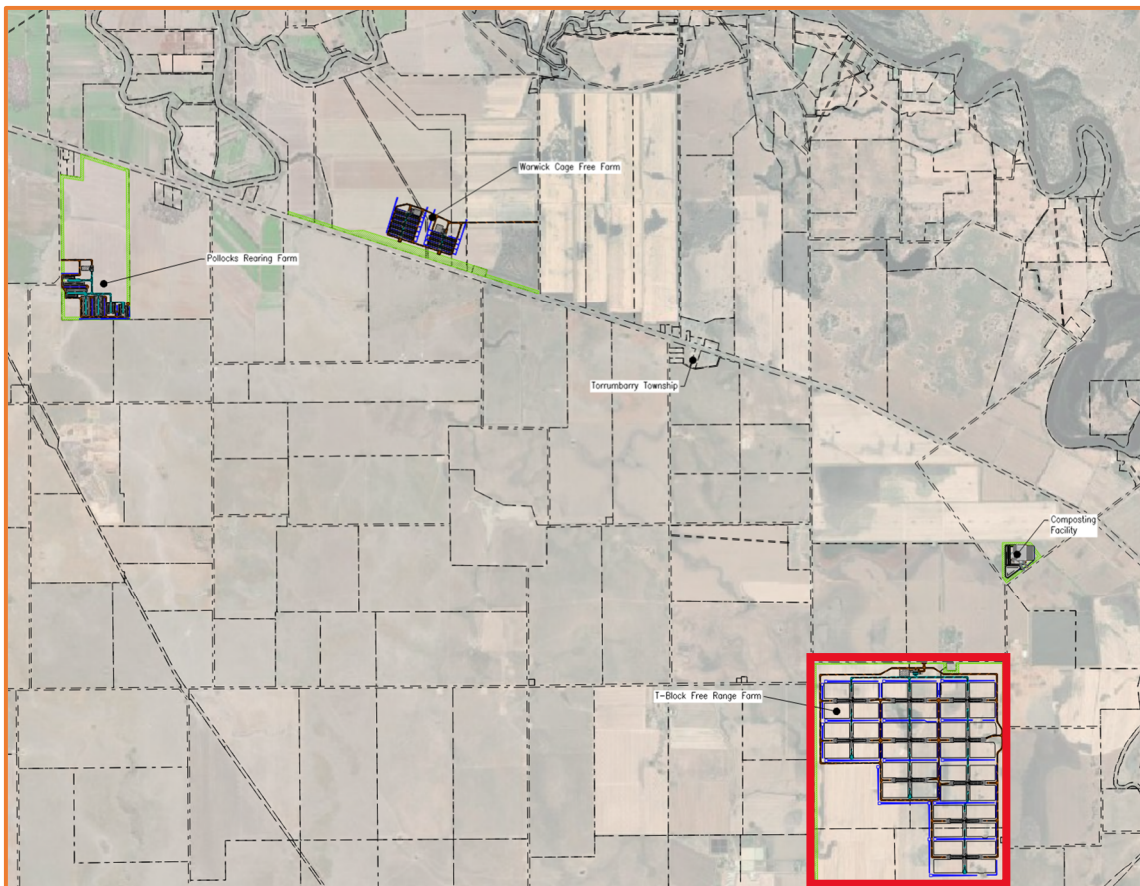 Warwick Cage Free Farm
Pollocks Rearing Farm
Torrumbarry Township
Composting
Facility
T-Block Free Range Farm